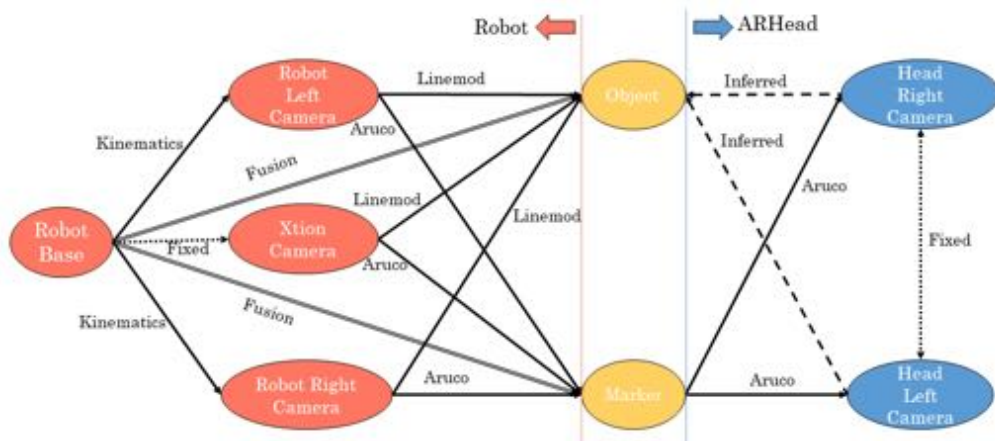 Robot
ARHead
Robot
Left
Camera
Linemod
Object
Inferred
Head
Right
Camera
Aruco
Inferred
Kinematics
Fusion
Aruco
Linemod
Linemod
Robot
Base
Fixed
Xtion
Camera
Fixed
Aruco
Fusion
Kinematics
Robot Right
Camera
Aruco
Marker
Aruco
Head
Left
Camera